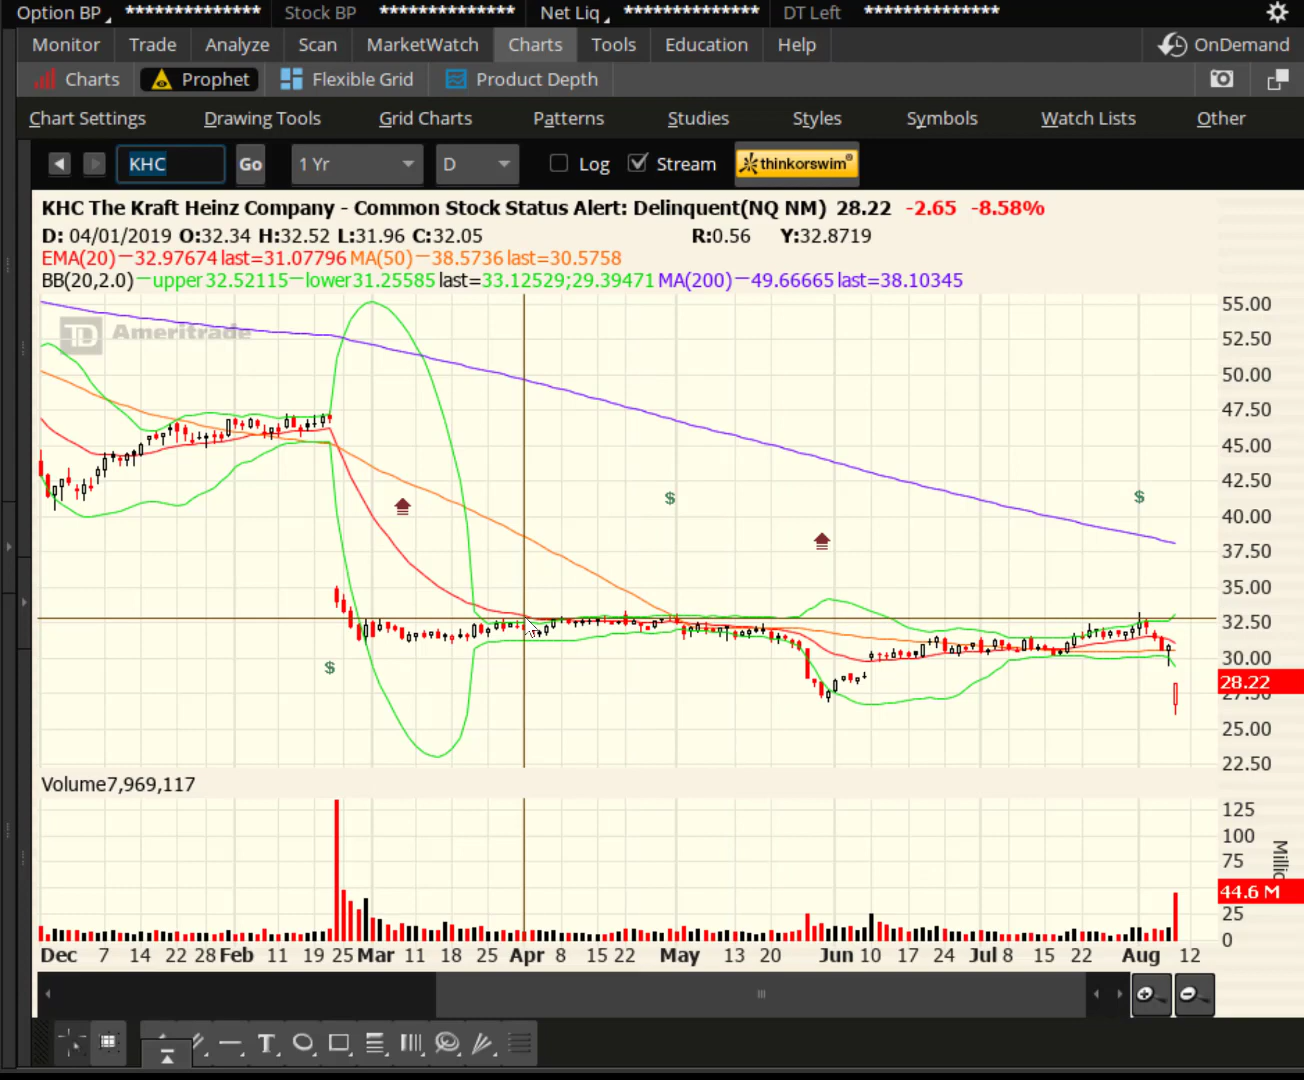 Option BP ************** Stock BP ************** Net Liq ************** DT Left **************
Monitor Trade Analyze Scan MarketWatch Charts Tools Education Help OnDemand
Charts Prophet Flexible Grid Product Depth
Chart Settings Drawing Tools Grid Charts Patterns Studies Styles Symbols Watch Lists Other
KHC Go 1 Yr D Log Stream thinkorswim®
KHC The Kraft Heinz Company - Common Stock Status Alert: Delinquent(NQ NM) 28.22 -2.65 -8.58%
D: 04/01/2019 O:32.34 H:32.52 L:31.96 C:32.05 R:0.56 Y:32.8719
EMA(20)—32.97674 last=31.07796 MA(50)—38.5736 last=30.5758
BB(20,2.0)—upper 32.52115—lower 31.25585 last=33.12529;29.39471 MA(200)—49.66665 last=38.10345
TD Ameritrade
55.00
52.50
50.00
47.50
45.00
42.50
$ $
40.00
37.50
35.00
32.50
30.00
$
28.22
27.50
25.00
22.50
Volume7,969,117
125
100
75
Millic
44.6 M
25
0
Dec 7 14 22 28 Feb 11 19 25 Mar 11 18 25 Apr 8 15 22 May 13 20 Jun 10 17 24 Jul 8 15 22 Aug 12
T